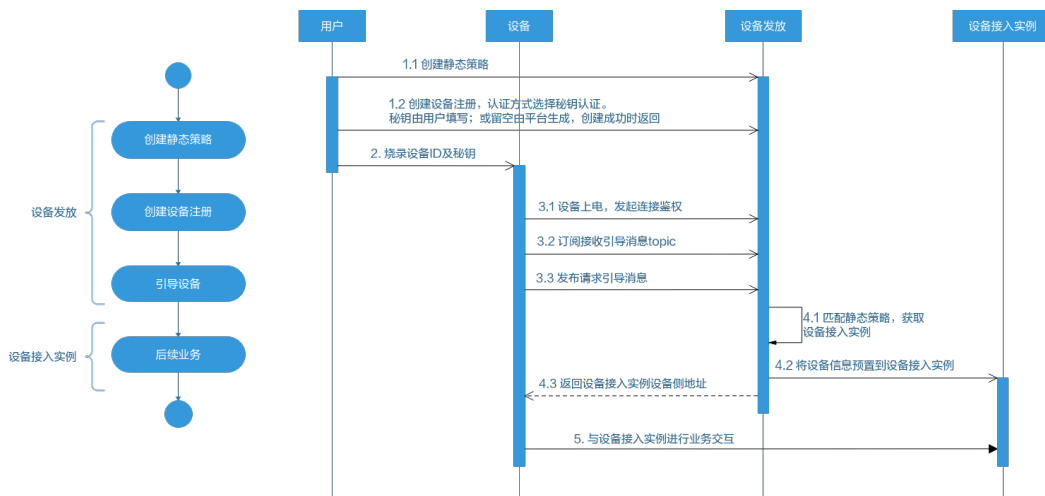 用户
设备
设备发放
设备接入实例
1.1 创建静态策略
1.2 创建设备注册，认证方式选择秘钥认证。
秘钥由用户填写；或留空由平台生成，创建成功时返回
创建静态策略
2. 烧录设备ID及秘钥
设备发放
创建设备注册
3.1 设备上电，发起连接鉴权
3.2 订阅接收引导消息topic
引导设备
3.3 发布请求引导消息
4.1 匹配静态策略，获取
设备接入实例
设备接入实例
后续业务
4.2 将设备信息预置到设备接入实例
4.3 返回设备接入实例设备侧地址
5. 与设备接入实例进行业务交互